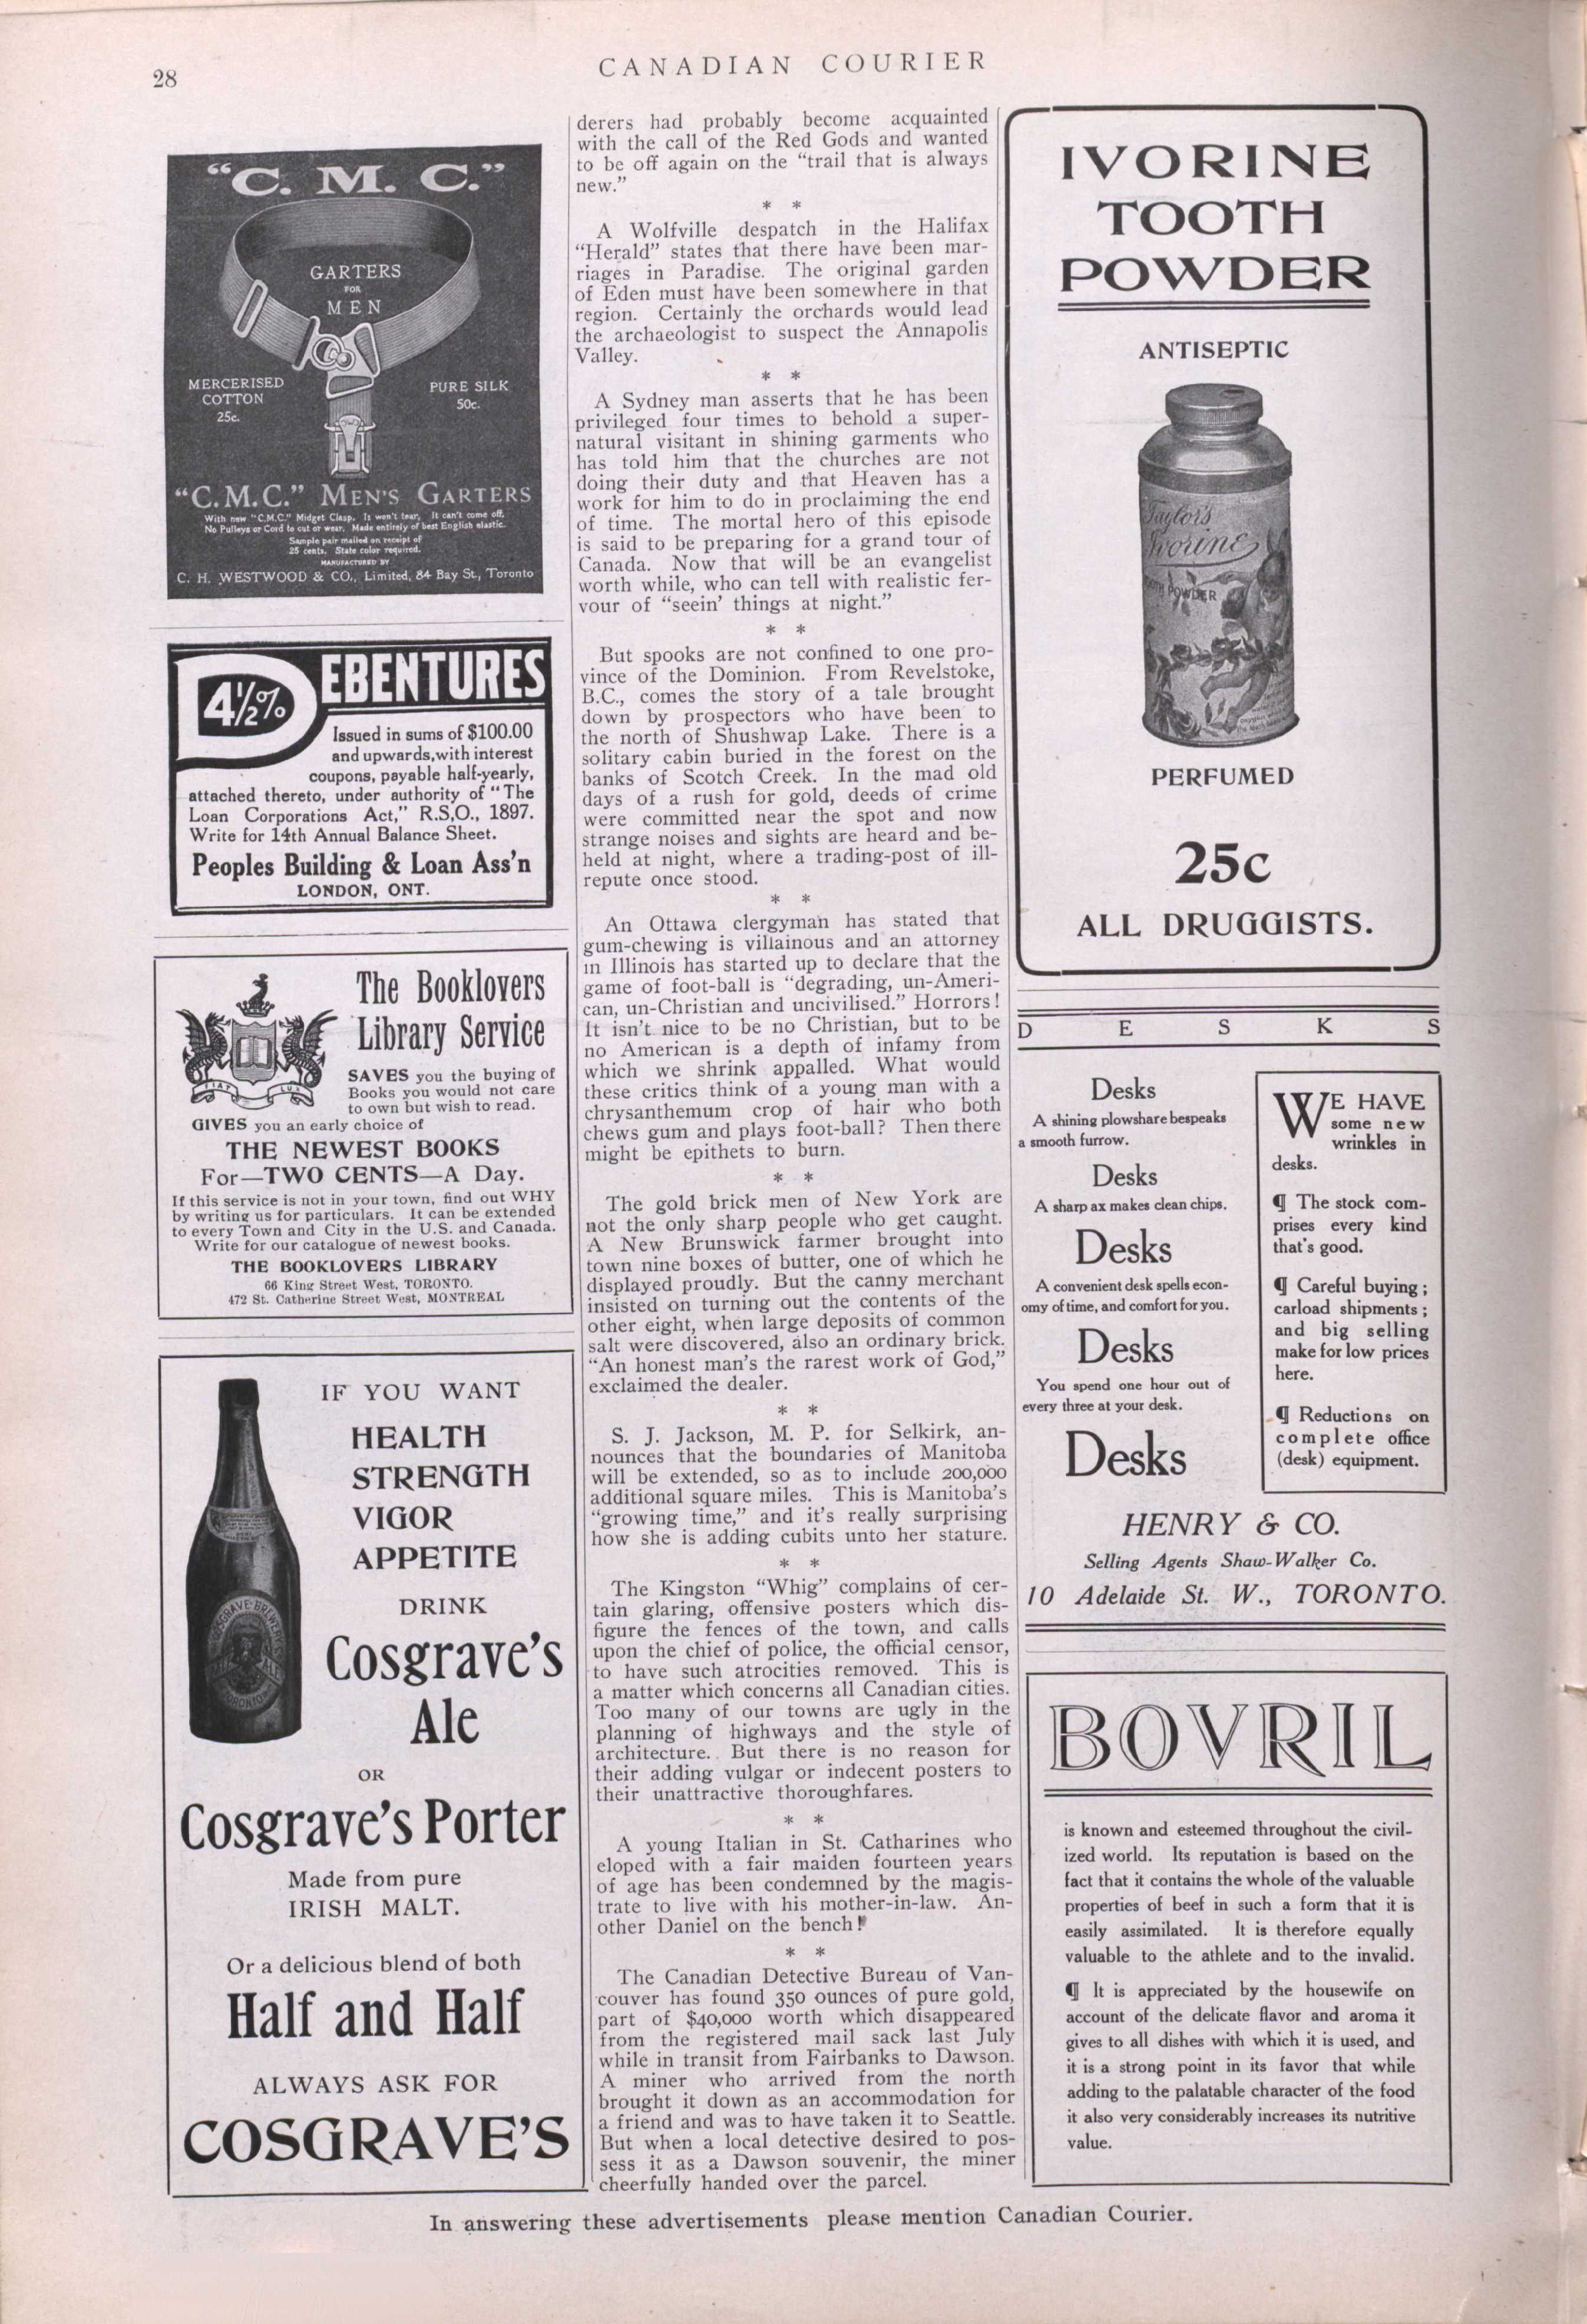 28
CANADIAN COURIER
"C. M. C."
GARTERS
FOR
MEN
MERCERISED
COTTON
25c.
PURE SILK
50c.
"C.M.C." MEN'S GARTERS
With new "C.M.C." Midget Clasp. It won't tear, It can't come off,
No Pulleys or Cord to cut or wear. Made entirely of best English elastic.
Sample pair mailed on receipt of
25 cents. State color required.
MANUFACTURED BY
C. H. WESTWOOD & CO., Limited, 84 Bay St., Toronto
DEBENTURES
4½%
Issued in sums of $100.00
and upwards, with interest
coupons, payable half-yearly,
attached thereto, under authority of "The
Loan Corporations Act," R.S,O., 1897.
Write for 14th Annual Balance Sheet.
Peoples Building & Loan Ass'n
LONDON, ONT.
The Booklovers
Library Service
FIAT LUX
SAVES you the buying of
Books you would not care
to own but wish to read.
GIVES you an early choice of
THE NEWEST BOOKS
For—TWO CENTS—A Day.
If this service is not in your town, find out WHY
by writing us for particulars. It can be extended
to every Town and City in the U.S. and Canada.
Write for our catalogue of newest books.
THE BOOKLOVERS LIBRARY
66 King Street West, TORONTO.
472 St. Catherine Street West, MONTREAL
IF YOU WANT
HEALTH
STRENGTH
VIGOR
APPETITE
DRINK
Cosgrave's
Ale
OR
Cosgrave's Porter
Made from pure
IRISH MALT.
Or a delicious blend of both
Half and Half
ALWAYS ASK FOR
COSGRAVE'S
COSGRAVE BREWERY CO
ALE
TORONTO
derers had probably become acquainted
with the call of the Red Gods and wanted
to be off again on the "trail that is always
new."
* *
A Wolfville despatch in the Halifax
"Herald" states that there have been mar-
riages in Paradise. The original garden
of Eden must have been somewhere in that
region. Certainly the orchards would lead
the archaeologist to suspect the Annapolis
Valley.
* *
A Sydney man asserts that he has been
privileged four times to behold a super-
natural visitant in shining garments who
has told him that the churches are not
doing their duty and that Heaven has a
work for him to do in proclaiming the end
of time. The mortal hero of this episode
is said to be preparing for a grand tour of
Canada. Now that will be an evangelist
worth while, who can tell with realistic fer-
vour of "seein' things at night."
* *
But spooks are not confined to one pro-
vince of the Dominion. From Revelstoke,
B.C., comes the story of a tale brought
down by prospectors who have been to
the north of Shushwap Lake. There is a
solitary cabin buried in the forest on the
banks of Scotch Creek. In the mad old
days of a rush for gold, deeds of crime
were committed near the spot and now
strange noises and sights are heard and be-
held at night, where a trading-post of ill-
repute once stood.
* *
An Ottawa clergyman has stated that
gum-chewing is villainous and an attorney
in Illinois has started up to declare that the
game of foot-ball is "degrading, un-Ameri-
can, un-Christian and uncivilised." Horrors!
It isn't nice to be no Christian, but to be
no American is a depth of infamy from
which we shrink appalled. What would
these critics think of a young man with a
chrysanthemum crop of hair who both
chews gum and plays foot-ball? Then there
might be epithets to burn.
* *
The gold brick men of New York are
not the only sharp people who get caught.
A New Brunswick farmer brought into
town nine boxes of butter, one of which he
displayed proudly. But the canny merchant
insisted on turning out the contents of the
other eight, when large deposits of common
salt were discovered, also an ordinary brick.
"An honest man's the rarest work of God,"
exclaimed the dealer.
* *
S. J. Jackson, M. P. for Selkirk, an-
nounces that the boundaries of Manitoba
will be extended, so as to include 200,000
additional square miles. This is Manitoba's
"growing time," and it's really surprising
how she is adding cubits unto her stature.
* *
The Kingston "Whig" complains of cer-
tain glaring, offensive posters which dis-
figure the fences of the town, and calls
upon the chief of police, the official censor,
to have such atrocities removed. This is
a matter which concerns all Canadian cities.
Too many of our towns are ugly in the
planning of highways and the style of
architecture. But there is no reason for
their adding vulgar or indecent posters to
their unattractive thoroughfares.
* *
A young Italian in St. Catharines who
eloped with a fair maiden fourteen years
of age has been condemned by the magis-
trate to live with his mother-in-law. An-
other Daniel on the bench!
* *
The Canadian Detective Bureau of Van-
couver has found 350 ounces of pure gold,
part of $40,000 worth which disappeared
from the registered mail sack last July
while in transit from Fairbanks to Dawson.
A miner who arrived from the north
brought it down as an accommodation for
a friend and was to have taken it to Seattle.
But when a local detective desired to pos-
sess it as a Dawson souvenir, the miner
cheerfully handed over the parcel.
IVORINE
TOOTH
POWDER
ANTISEPTIC
Taylor's
Ivorine
TOOTH POWDER
PERFUMED
25c
ALL DRUGGISTS.
D E S K S
Desks
A shining plowshare bespeaks
a smooth furrow.
Desks
A sharp ax makes clean chips.
Desks
A convenient desk spells econ-
omy of time, and comfort for you.
Desks
You spend one hour out of
every three at your desk.
Desks
WE HAVE
some new
wrinkles in
desks.
¶ The stock com-
prises every kind
that's good.
¶ Careful buying;
carload shipments;
and big selling
make for low prices
here.
¶ Reductions on
complete office
(desk) equipment.
HENRY & CO.
Selling Agents Shaw-Walker Co.
10 Adelaide St. W., TORONTO.
BOVRIL
is known and esteemed throughout the civil-
ized world. Its reputation is based on the
fact that it contains the whole of the valuable
properties of beef in such a form that it is
easily assimilated. It is therefore equally
valuable to the athlete and to the invalid.
¶ It is appreciated by the housewife on
account of the delicate flavor and aroma it
gives to all dishes with which it is used, and
it is a strong point in its favor that while
adding to the palatable character of the food
it also very considerably increases its nutritive
value.
In answering these advertisements please mention Canadian Courier.